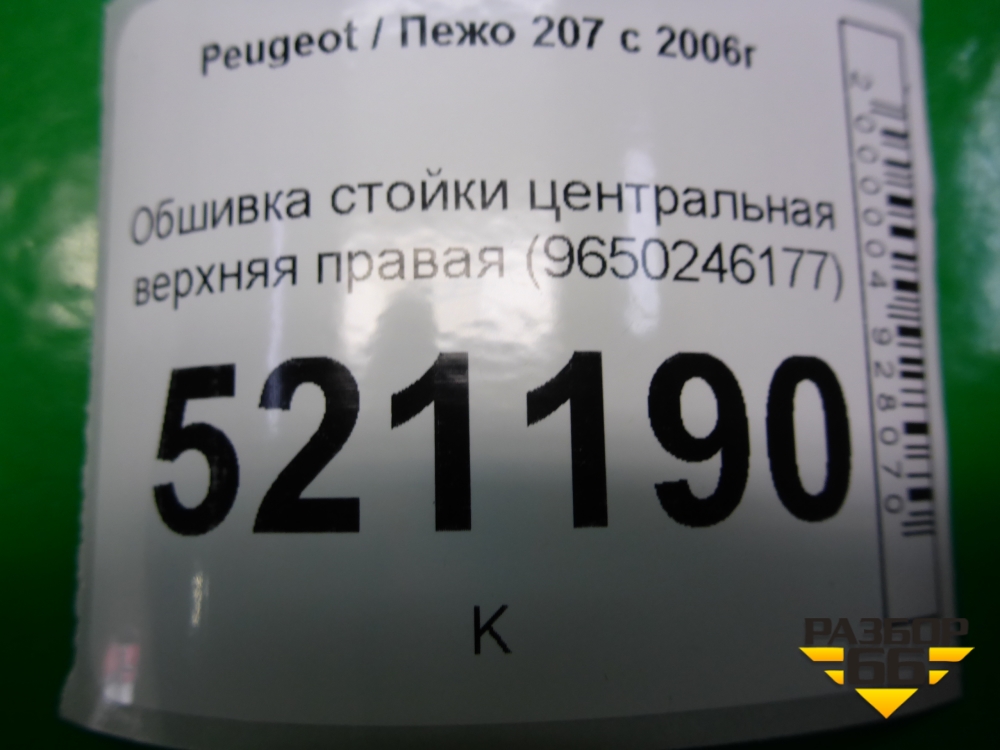 Peugeot / Пежо 207 с 2006г
Обшивка стойки центральная
верхняя правая (9650246177)
521190
К
2000004928070
РАЗБОР
66